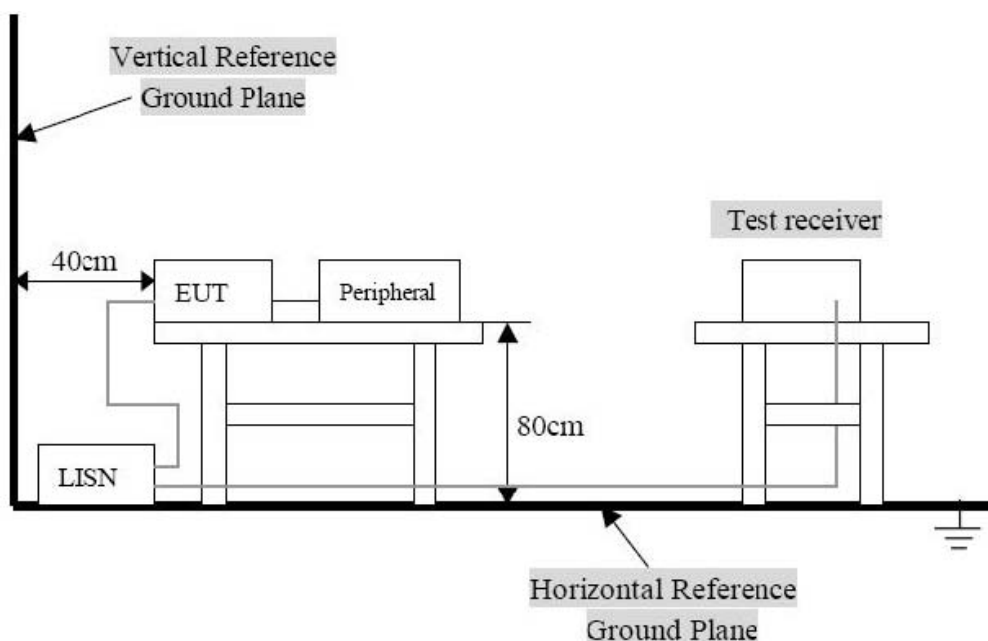 Vertical Reference
Ground Plane
Test receiver
40cm
EUT
Peripheral
80cm
LISN
Horizontal Reference
Ground Plane